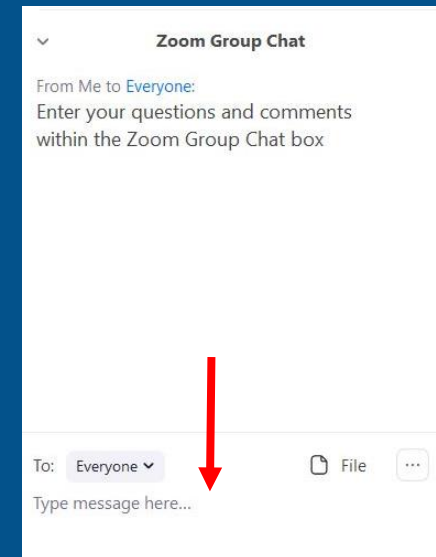 Zoom Group Chat
From Me to Everyone:
Enter your questions and comments
within the Zoom Group Chat box
To: Everyone File ...
Type message here...